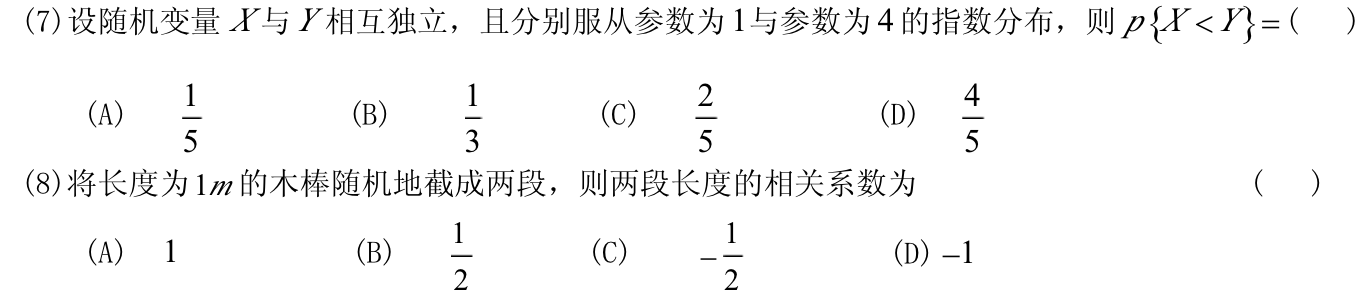 (7)设随机变量 X 与 Y 相互独立，且分别服从参数为 1 与参数为 4 的指数分布，则 p{X < Y}=(    )
(A) 1/5 (B) 1/3 (C) 2/5 (D) 4/5
(8)将长度为 1m 的木棒随机地截成两段，则两段长度的相关系数为 (    )
(A) 1 (B) 1/2 (C) -1/2 (D) -1